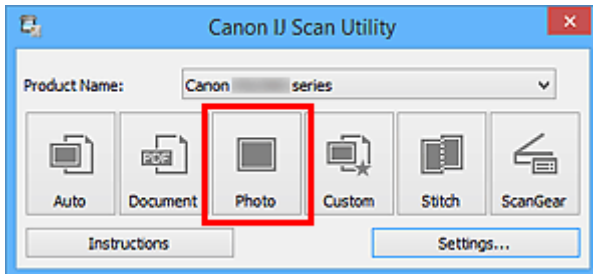 Canon IJ Scan Utility
Product Name: Canon series
PDF
Auto Document Photo Custom Stitch ScanGear
Instructions Settings...